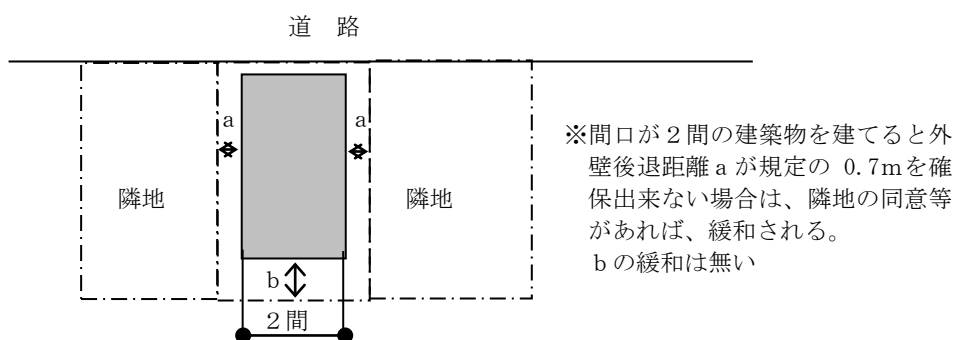 道 路
a
a
隣地
隣地
b
2間
※間口が2間の建築物を建てると外
壁後退距離aが規定の 0.7mを確
保出来ない場合は、隣地の同意等
があれば、緩和される。
bの緩和は無い